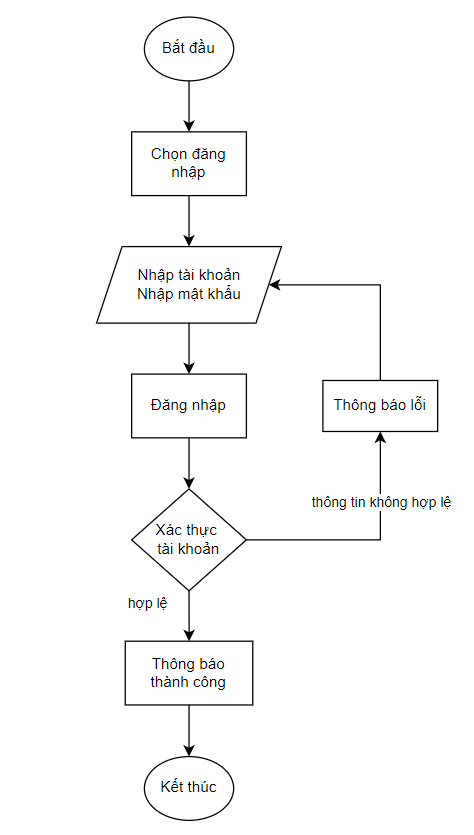 Bắt đầu
Chọn đăng
nhập
Nhập tài khoản
Nhập mật khẩu
Đăng nhập
Thông báo lỗi
thông tin không hợp lệ
Xác thực
tài khoản
hợp lệ
Thông báo
thành công
Kết thúc